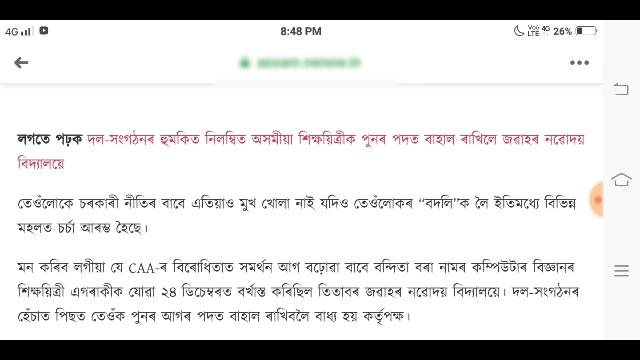 4G
8:48 PM
Voo LTE 4G 26%
লগতে পঢ়ক দল-সংগঠনৰ হুমকিত নিলম্বিত অসমীয়া শিক্ষয়িত্ৰীক পুনৰ পদত বাহাল ৰাখিলে জৱাহৰ নৱোদয়
বিদ্যালয়ে
তেওঁলোকে চৰকাৰী নীতিৰ বাবে এতিয়াও মুখ খোলা নাই যদিও তেওঁলোকৰ “বদলি”ক লৈ ইতিমধ্যে বিভিন্ন
মহলত চৰ্চা আৰম্ভ হৈছে।
মন কৰিব লগীয়া যে CAA-ৰ বিৰোধিতাত সমৰ্থন আগ বঢ়োৱা বাবে বন্দিতা বৰা নামৰ কম্পিউটাৰ বিজ্ঞানৰ
শিক্ষয়িত্ৰী এগৰাকীক যোৱা ২৪ ডিচেম্বৰত বৰ্খাস্ত কৰিছিল তিতাবৰ জৱাহৰ নৱোদয় বিদ্যালয়ে। দল-সংগঠনৰ
হেঁচাত পিছত তেওঁক পুনৰ আগৰ পদত বাহাল ৰাখিবলৈ বাধ্য হয় কৰ্তৃপক্ষ।